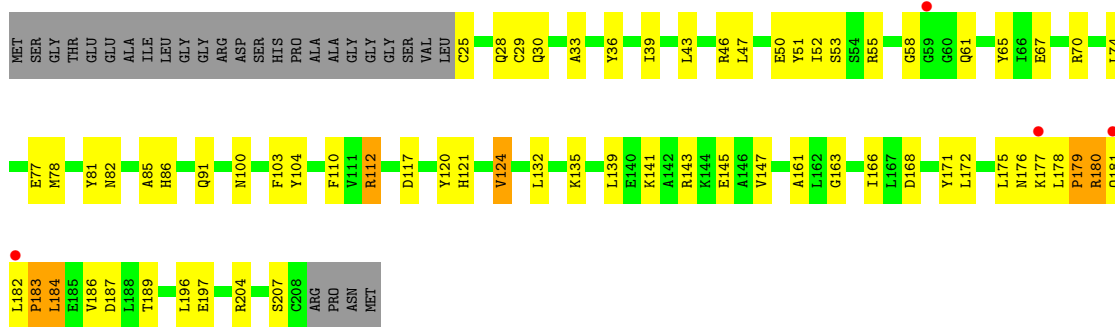 MET SER GLY THR GLU GLU ALA ILE LEU GLY GLY ARG ASP SER HIS PRO ALA ALA GLY GLY GLY SER VAL LEU C25 Q28 C29 Q30 A33 Y36 I39 L43 R46 L47 E50 Y51 I52 S53 S54 R55 G58 G59 G60 Q61 Y65 I66 E67 R70
E77 M78 Y81 N82 A85 H86 Q91 N100 F103 Y104 F110 V111 R112 D117 Y120 H121 V124 L132 K135 L139 E140 K141 A142 R143 K144 E145 A146 V147 A161 L162 G163 I166 L167 D168 Y171 L172 L175 N176 K177 L178 P179 R180
L182 P183 L184 E185 V186 D187 L188 T189 L196 E197 R204 S207 C208 ARG PRO ASN MET